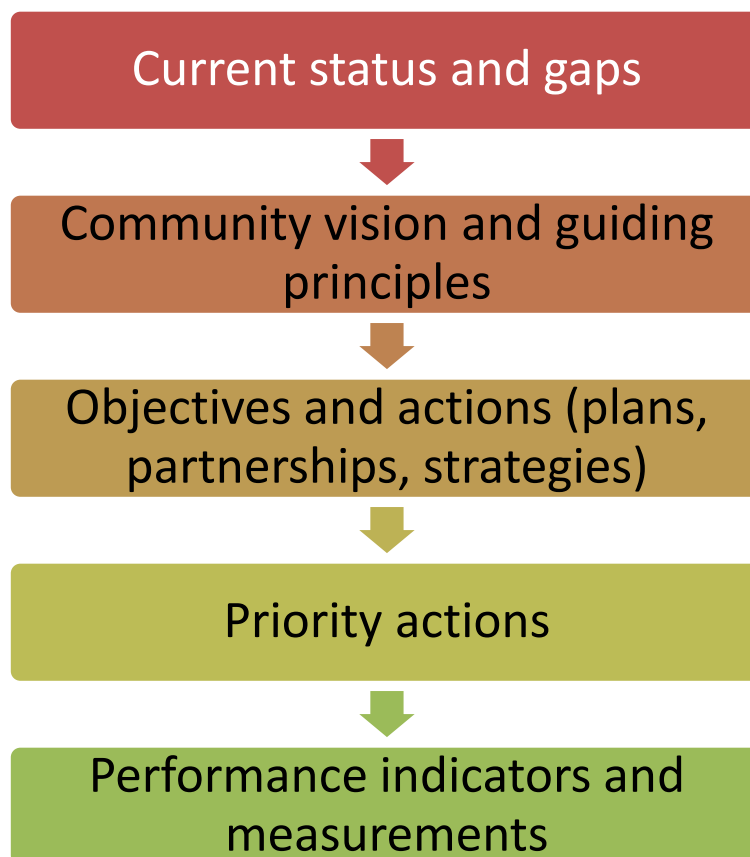 Current status and gaps
Community vision and guiding
principles
Objectives and actions (plans,
partnerships, strategies)
Priority actions
Performance indicators and
measurements